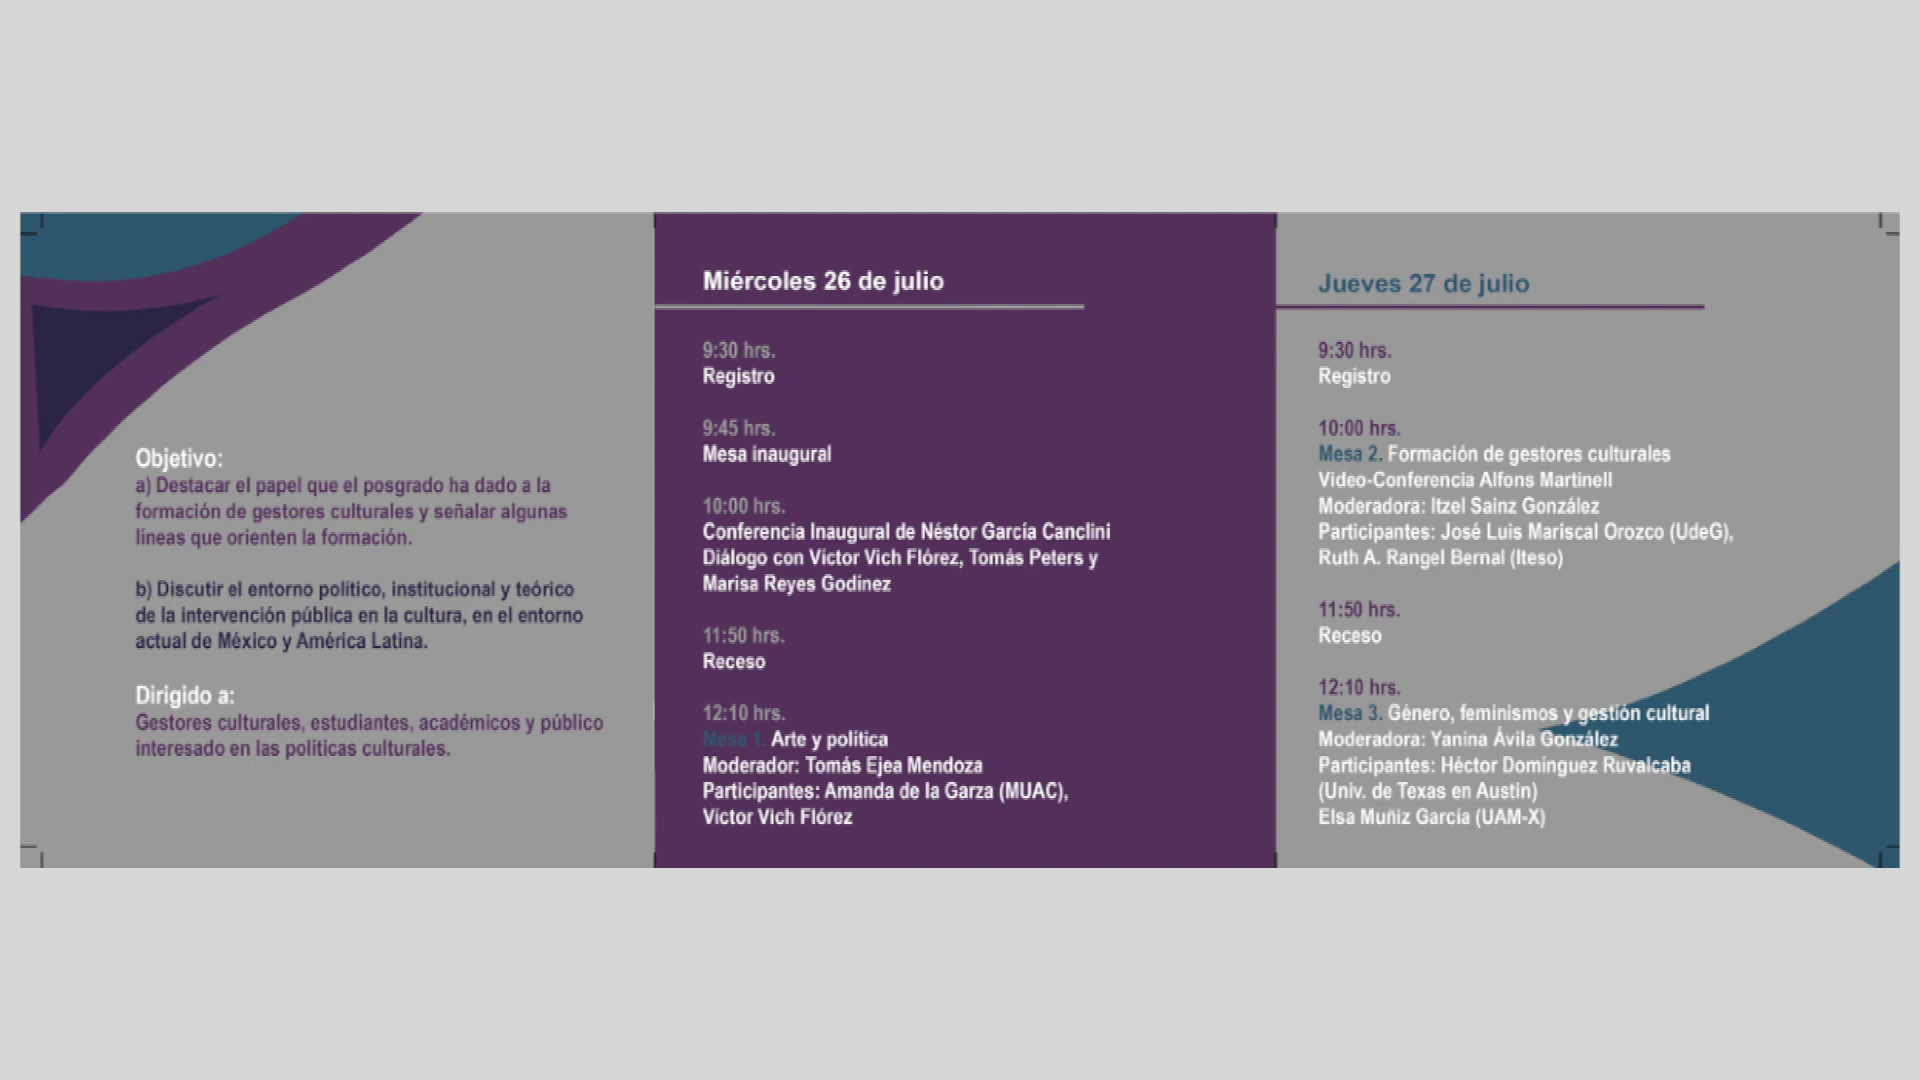 Objetivo:
a) Destacar el papel que el posgrado ha dado a la
formación de gestores culturales y señalar algunas
líneas que orienten la formación.
b) Discutir el entorno político, institucional y teórico
de la intervención pública en la cultura, en el entorno
actual de México y América Latina.
Dirigido a:
Gestores culturales, estudiantes, académicos y público
interesado en las políticas culturales.
Miércoles 26 de julio
9:30 hrs.
Registro
9:45 hrs.
Mesa inaugural
10:00 hrs.
Conferencia Inaugural de Néstor García Canclini
Diálogo con Víctor Vich Flórez, Tomás Peters y
Marisa Reyes Godínez
11:50 hrs.
Receso
12:10 hrs.
Mesa 1. Arte y política
Moderador: Tomás Ejea Mendoza
Participantes: Amanda de la Garza (MUAC),
Víctor Vich Flórez
Jueves 27 de julio
9:30 hrs.
Registro
10:00 hrs.
Mesa 2. Formación de gestores culturales
Video-Conferencia Alfons Martinell
Moderadora: Itzel Sainz González
Participantes: José Luis Mariscal Orozco (UdeG),
Ruth A. Rangel Bernal (Iteso)
11:50 hrs.
Receso
12:10 hrs.
Mesa 3. Género, feminismos y gestión cultural
Moderadora: Yanina Ávila González
Participantes: Héctor Domínguez Ruvalcaba
(Univ. de Texas en Austin)
Elsa Muñiz García (UAM-X)